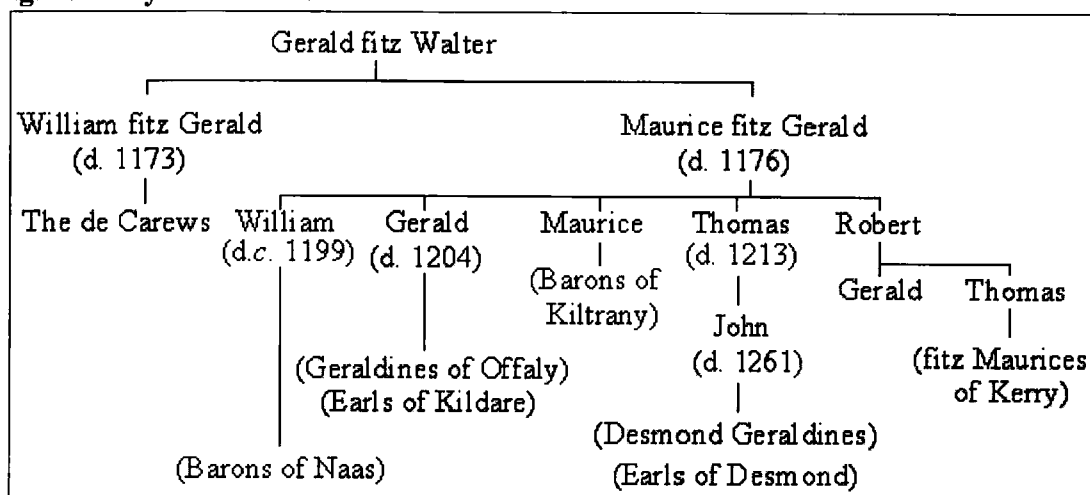 Gerald fitz Walter
William fitz Gerald
(d. 1173)
Maurice fitz Gerald
(d. 1176)
The de Carews
William
(d.c. 1199)
Gerald
(d. 1204)
Maurice
(Barons of
Kiltrany)
Thomas
(d. 1213)
Robert
Gerald
Thomas
John
(d. 1261)
(fitz Maurices
of Kerry)
(Geraldines of Offaly)
(Earls of Kildare)
(Desmond Geraldines)
(Earls of Desmond)
(Barons of Naas)